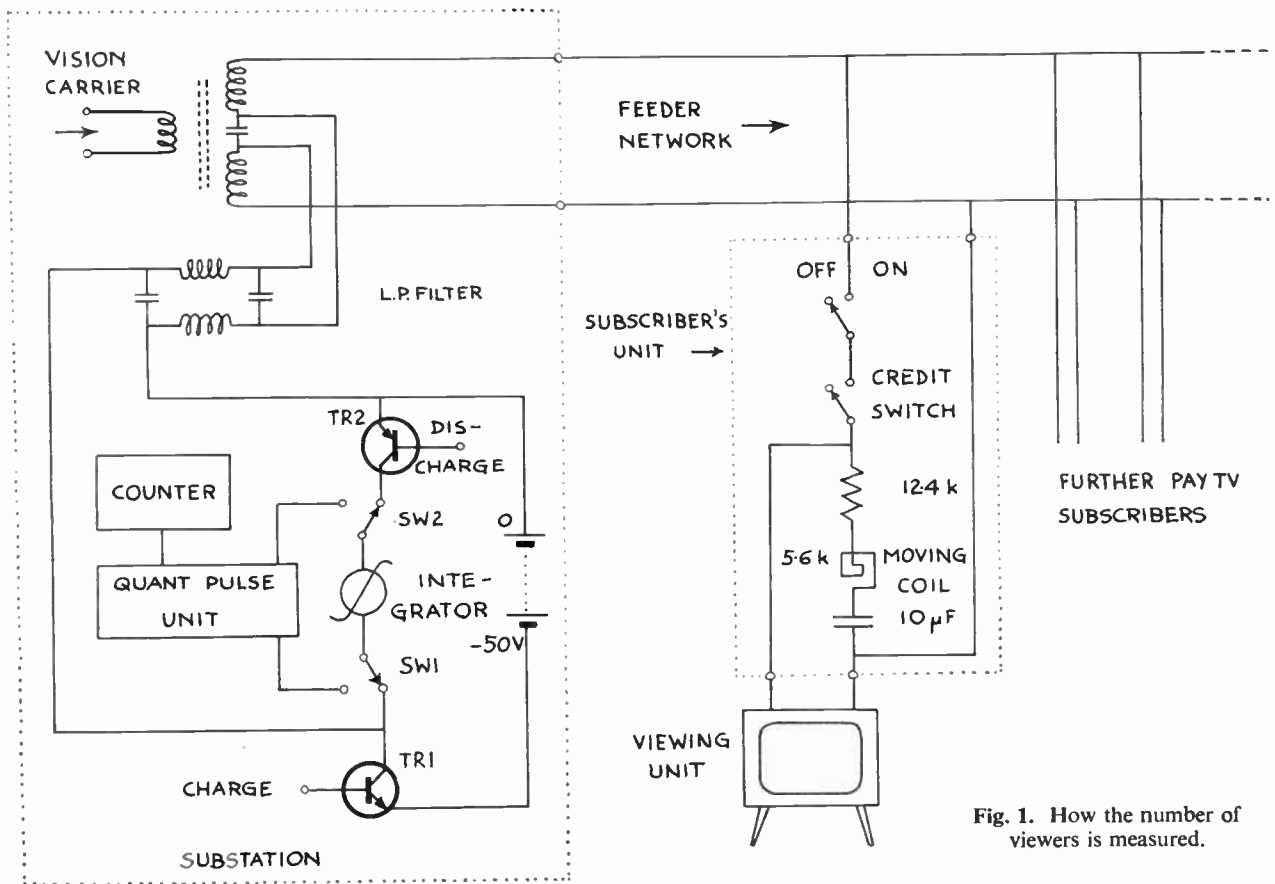 VISION
CARRIER
FEEDER
NETWORK
L.P. FILTER
OFF ON
SUBSCRIBER'S
UNIT
CREDIT
SWITCH
TR2
DIS-
CHARGE
12.4 k
FURTHER PAY TV
SUBSCRIBERS
COUNTER
SW2
O
5.6 k
MOVING
COIL
QUANT PULSE
UNIT
INTE-
GRATOR
10 µF
-50V
SW1
VIEWING
UNIT
TR1
CHARGE
SUBSTATION
Fig. 1. How the number of
viewers is measured.